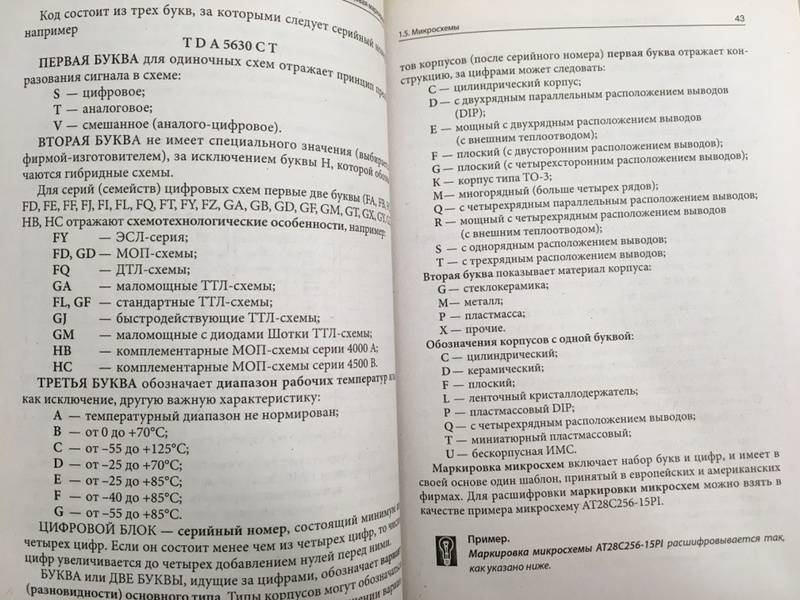 Код состоит из трех букв, за которыми следует серийный
например
T D A 5630 C T
ПЕРВАЯ БУКВА для одиночных схем отражает принцип
разования сигнала в схеме:
S — цифровое;
T — аналоговое;
V — смешанное (аналого-цифровое).
ВТОРАЯ БУКВА не имеет специального значения
фирмой-изготовителем), за исключением буквы Н, которой
чаются гибридные схемы.
Для серий (семейств) цифровых схем первые две буквы (FA, FB,
FD, FE, FF, FJ, FI, FL, FQ, FT, FY, FZ, GA, GB, GD, GF, GM, GT, GX, GY,
HB, HC отражают схемотехнологические особенности, например:
FY — ЭСЛ-серия;
FD, GD — МОП-схемы;
FQ — ДТЛ-схемы;
GA — маломощные ТТЛ-схемы;
FL, GF — стандартные ТТЛ-схемы;
GJ — быстродействующие ТТЛ-схемы;
GM — маломощные с диодами Шотки ТТЛ-схемы;
HB — комплементарные МОП-схемы серии 4000 А;
HC — комплементарные МОП-схемы серии 4500 В.
ТРЕТЬЯ БУКВА обозначает диапазон рабочих температур
как исключение, другую важную характеристику:
A — температурный диапазон не нормирован;
B — от 0 до +70°С;
C — от –55 до +125°С;
D — от –25 до +70°С;
E — от –25 до +85°С;
F — от –40 до +85°С;
G — от –55 до +85°С.
ЦИФРОВОЙ БЛОК — серийный номер, состоящий минимум
четырех цифр. Если он состоит менее чем из четырех цифр, то
цифр увеличивается до четырех добавлением нулей перед ними.
БУКВА или ДВЕ БУКВЫ, идущие за цифрами, обозначает
(разновидности) основного типа. Типы корпусов могут
1.5. Микросхемы
43
тов корпусов (после серийного номера) первая буква отражает кон-
струкцию, за цифрами может следовать:
C — цилиндрический корпус;
D — с двухрядным параллельным расположением выводов
(DIP);
E — мощный с двухрядным расположением выводов
(с внешним теплоотводом);
F — плоский (с двусторонним расположением выводов);
G — плоский (с четырехсторонним расположением выводов);
K — корпус типа ТО-3;
M— многорядный (больше четырех рядов);
Q — с четырехрядным параллельным расположением выводов;
R — мощный с четырехрядным расположением выводов
(с внешним теплоотводом);
S — с однорядным расположением выводов;
T — с трехрядным расположением выводов;
Вторая буква показывает материал корпуса:
G — стеклокерамика;
M— металл;
P — пластмасса;
X — прочие.
Обозначения корпусов с одной буквой:
C — цилиндрический;
D — керамический;
F — плоский;
L — ленточный кристаллодержатель;
P — пластмассовый DIP;
Q — с четырехрядным расположением выводов;
T — миниатюрный пластмассовый;
U — бескорпусная ИМС.
Маркировка микросхем включает набор букв и цифр, и имеет в
своей основе один шаблон, принятый в европейских и американских
фирмах. Для расшифровки маркировки микросхем можно взять в
качестве примера микросхему AT28C256-15PI.
Пример.
Маркировка микросхемы AT28C256-15PI расшифровывается так,
как указано ниже.